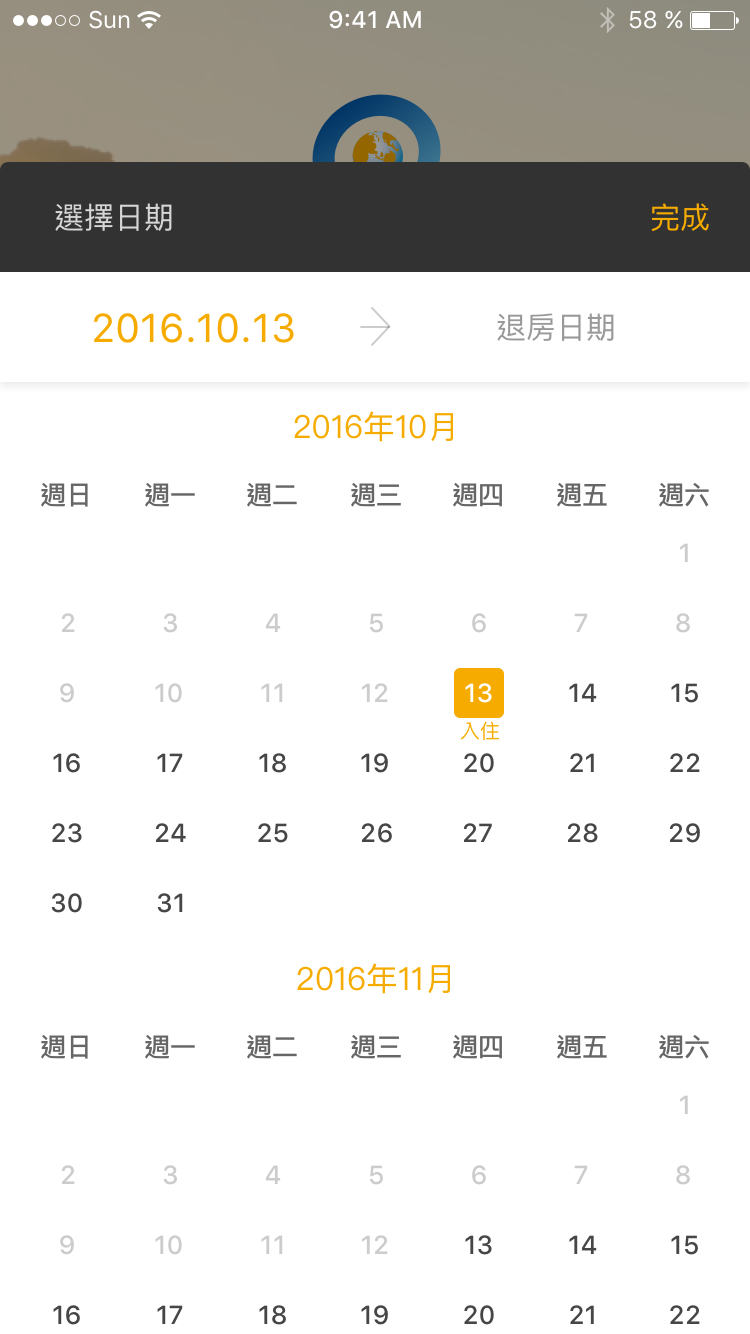 Sun 9:41 AM 58 %
選擇日期 完成
2016.10.13 退房日期
2016年10月
週日 週一 週二 週三 週四 週五 週六
1
2 3 4 5 6 7 8
9 10 11 12 13 14 15
入住
16 17 18 19 20 21 22
23 24 25 26 27 28 29
30 31
2016年11月
週日 週一 週二 週三 週四 週五 週六
1
2 3 4 5 6 7 8
9 10 11 12 13 14 15
16 17 18 19 20 21 22